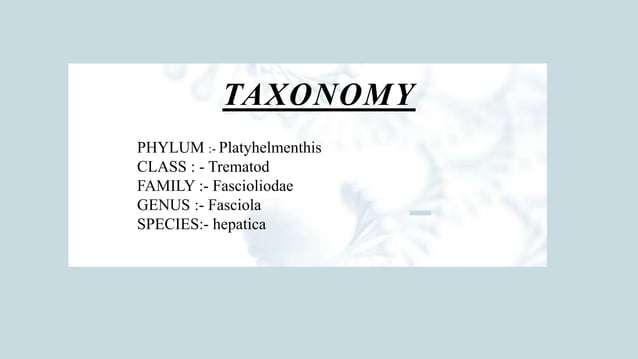 TAXONOMY
PHYLUM :- Platyhelmenthis
CLASS : - Trematod
FAMILY :- Fascioliodae
GENUS :- Fasciola
SPECIES:- hepatica